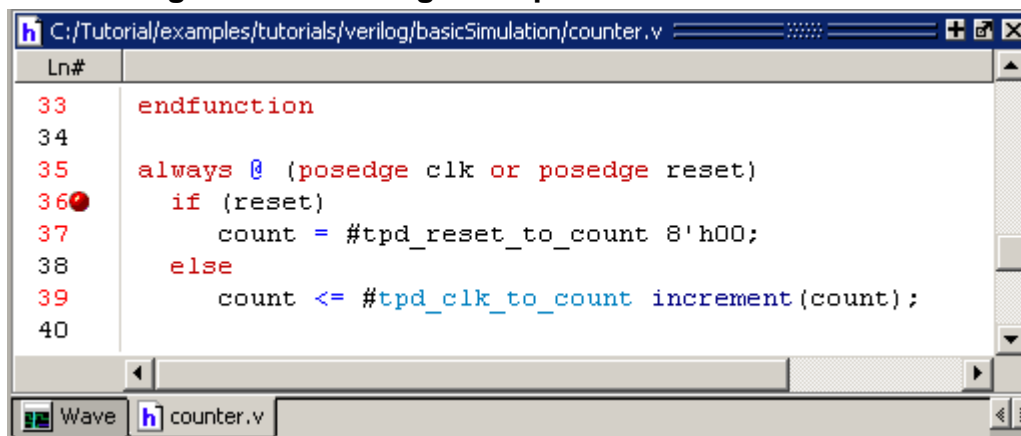 C:/Tutorial/examples/tutorials/verilog/basicSimulation/counter.v
Ln#
33 endfunction
34
35 always @ (posedge clk or posedge reset)
36 if (reset)
37 count = #tpd_reset_to_count 8'h00;
38 else
39 count <= #tpd_clk_to_count increment(count);
40
Wave counter.v